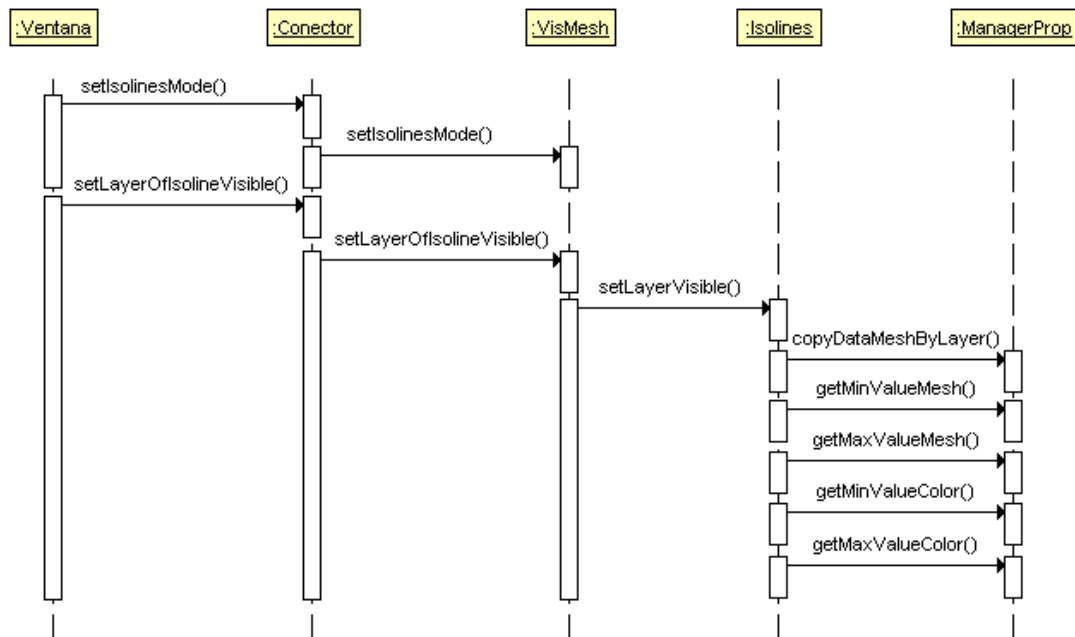 :Ventana
:Conector
:VisMesh
:Isolines
:ManagerProp
setIsolinesMode()
setIsolinesMode()
setLayerOfIsolineVisible()
setLayerOfIsolineVisible()
setLayerVisible()
copyDataMeshByLayer()
getMinValueMesh()
getMaxValueMesh()
getMinValueColor()
getMaxValueColor()